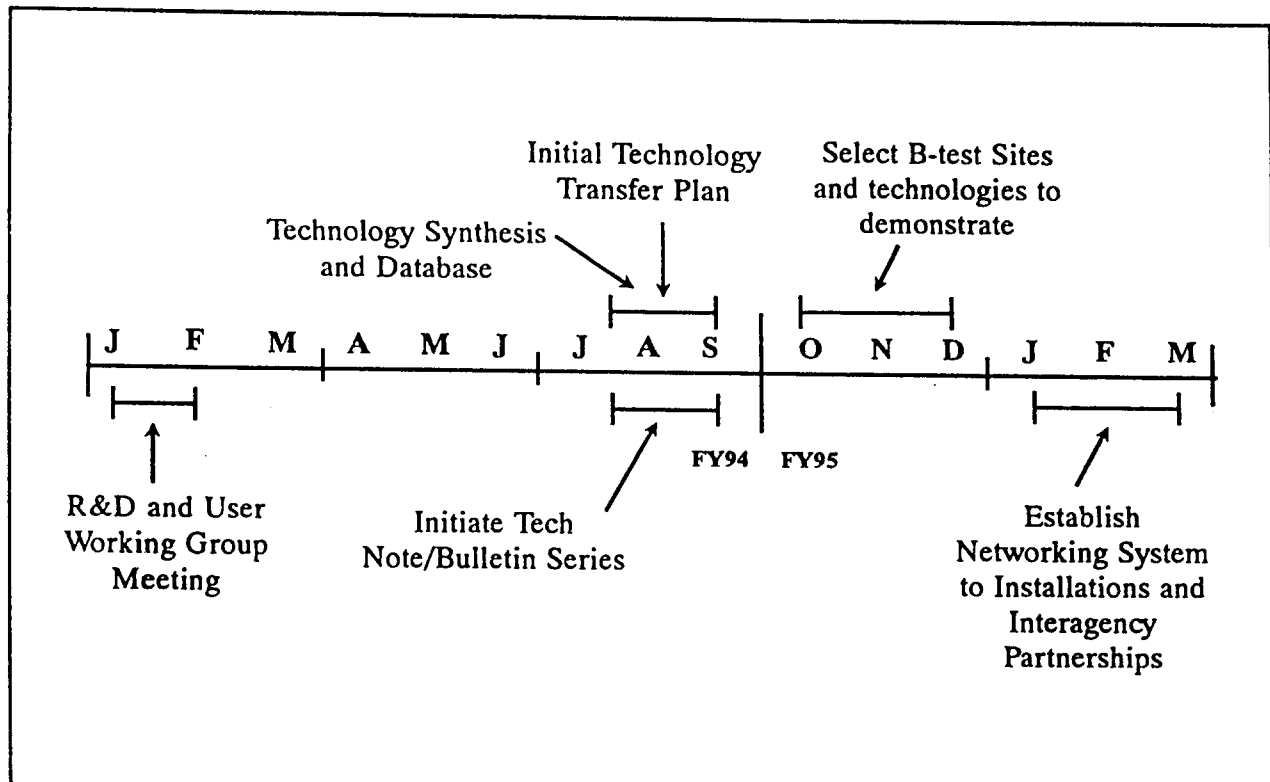 Initial Technology
Transfer Plan
Select B-test Sites
and technologies to
demonstrate
Technology Synthesis
and Database
J F M A M J J A S O N D J F M
FY94 FY95
R&D and User
Working Group
Meeting
Initiate Tech
Note/Bulletin Series
Establish
Networking System
to Installations and
Interagency
Partnerships